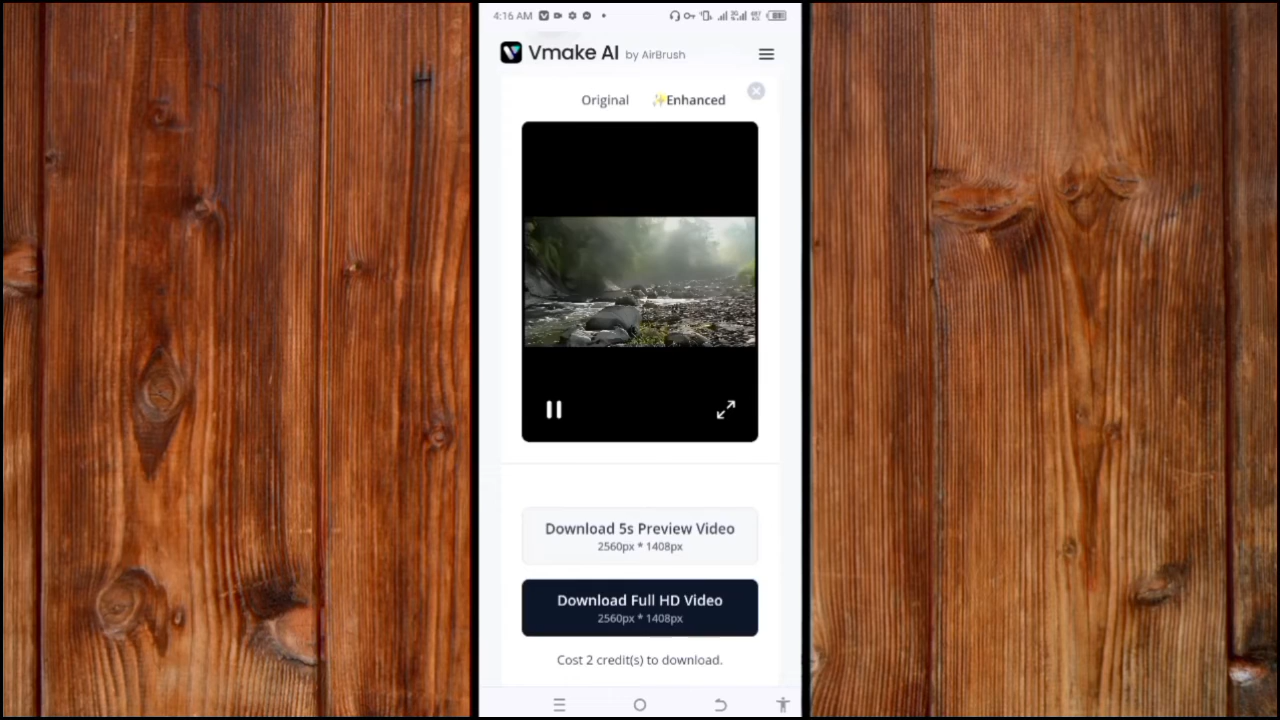 4:16 AM
Vmake AI by AirBrush
Original ✨Enhanced
Download 5s Preview Video
2560px * 1408px
Download Full HD Video
2560px * 1408px
Cost 2 credit(s) to download.